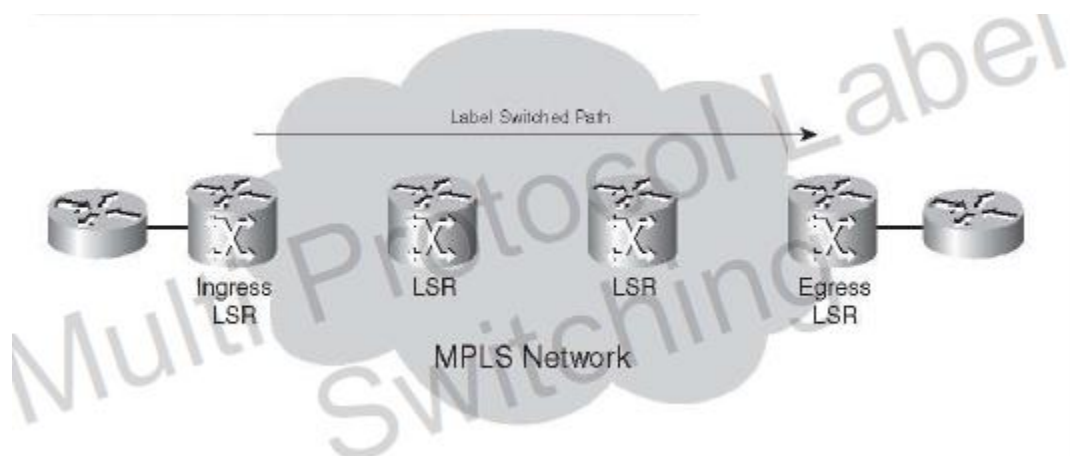 Label Switched Path
Ingress
LSR
LSR
LSR
Egress
LSR
MPLS Network
Multi Protocol Label
Switching